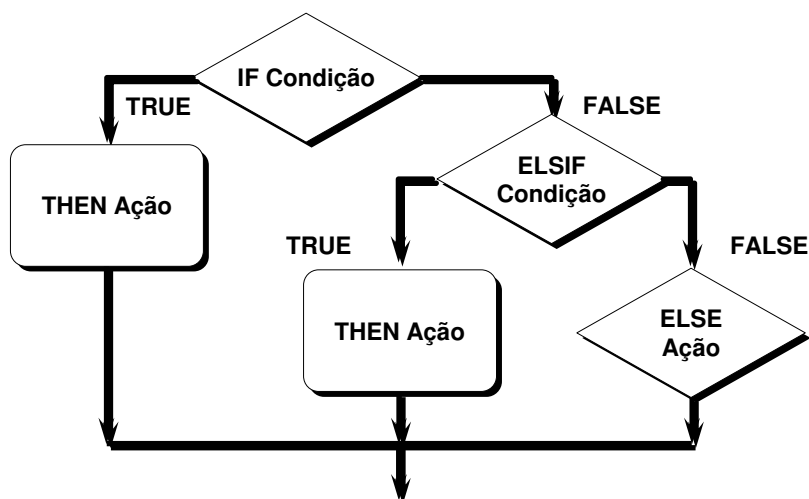 IF Condição
TRUE
FALSE
THEN Ação
ELSIF
Condição
TRUE
FALSE
THEN Ação
ELSE
Ação